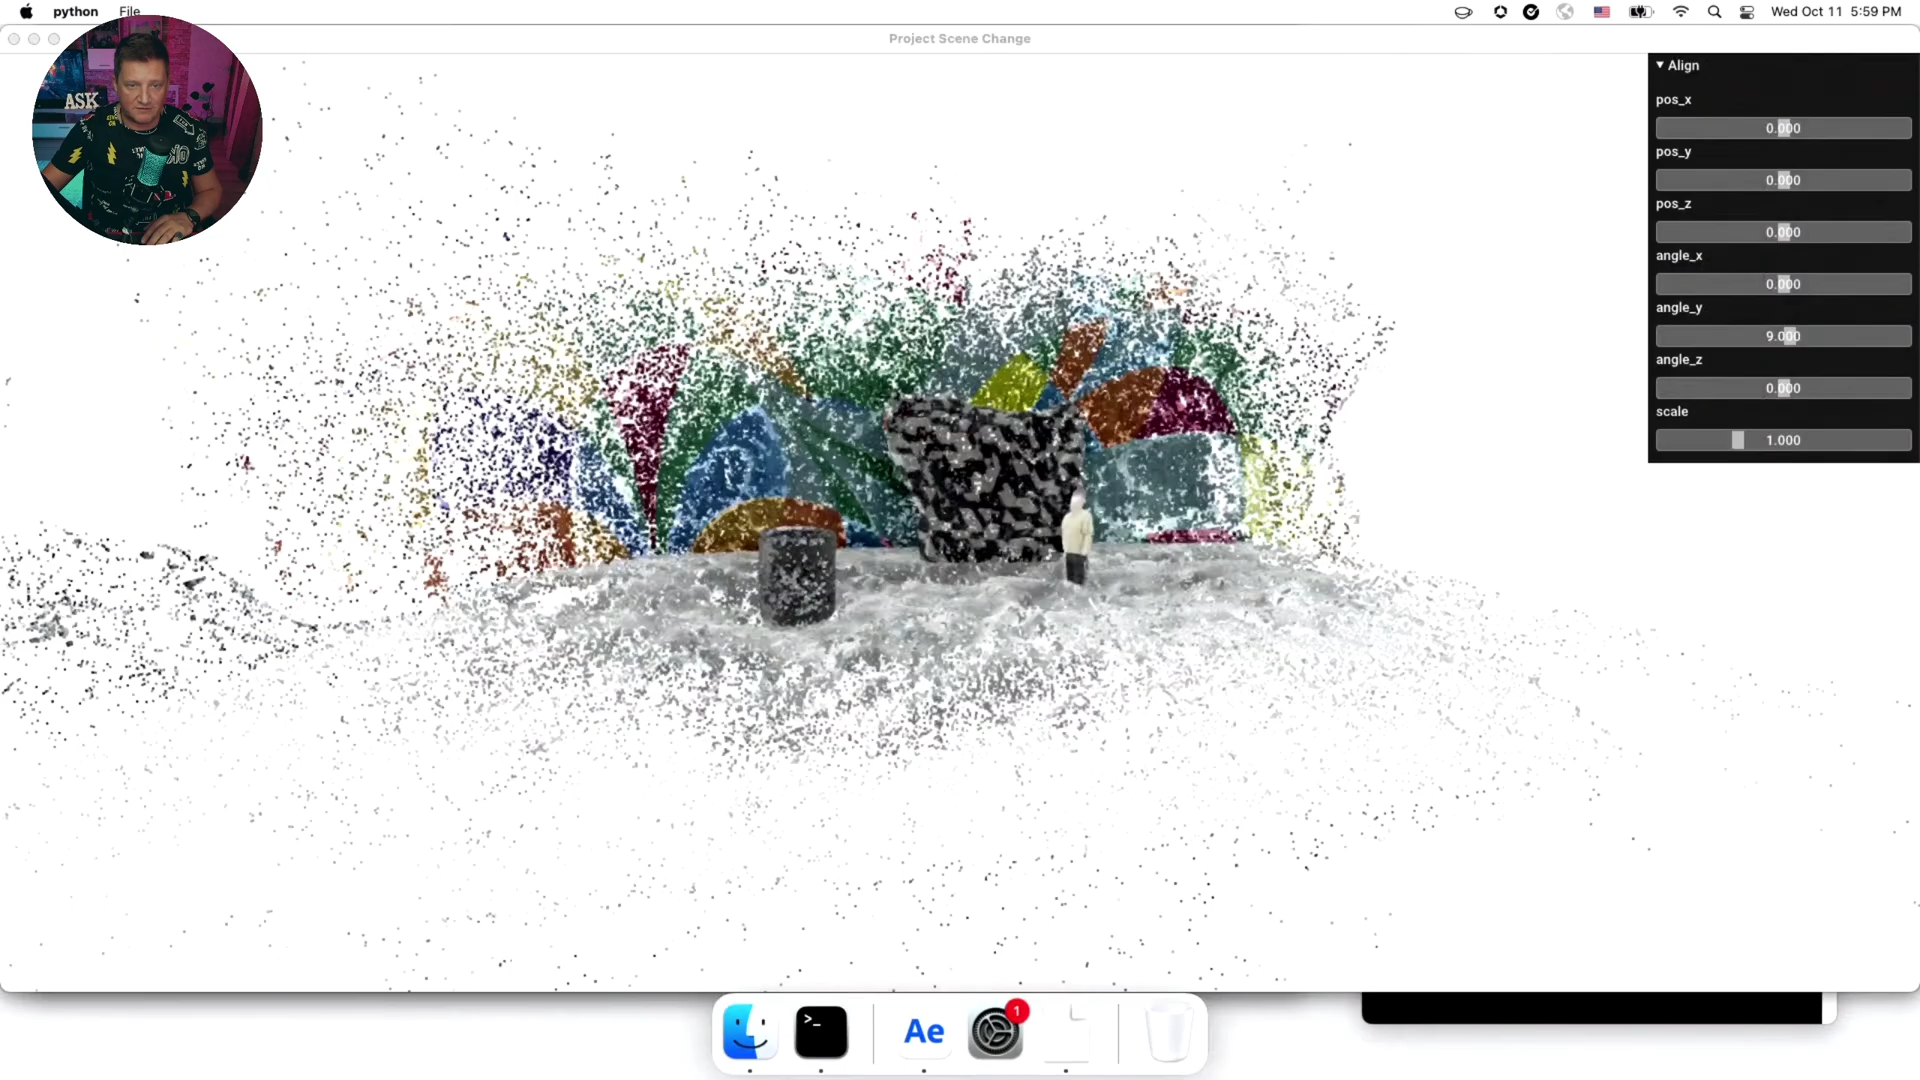 python File
Wed Oct 11 5:59 PM
Project Scene Change
ASK
Align
pos_x
0.000
pos_y
0.000
pos_z
0.000
angle_x
0.000
angle_y
9.000
angle_z
0.000
scale
1.000
>_
Ae
1